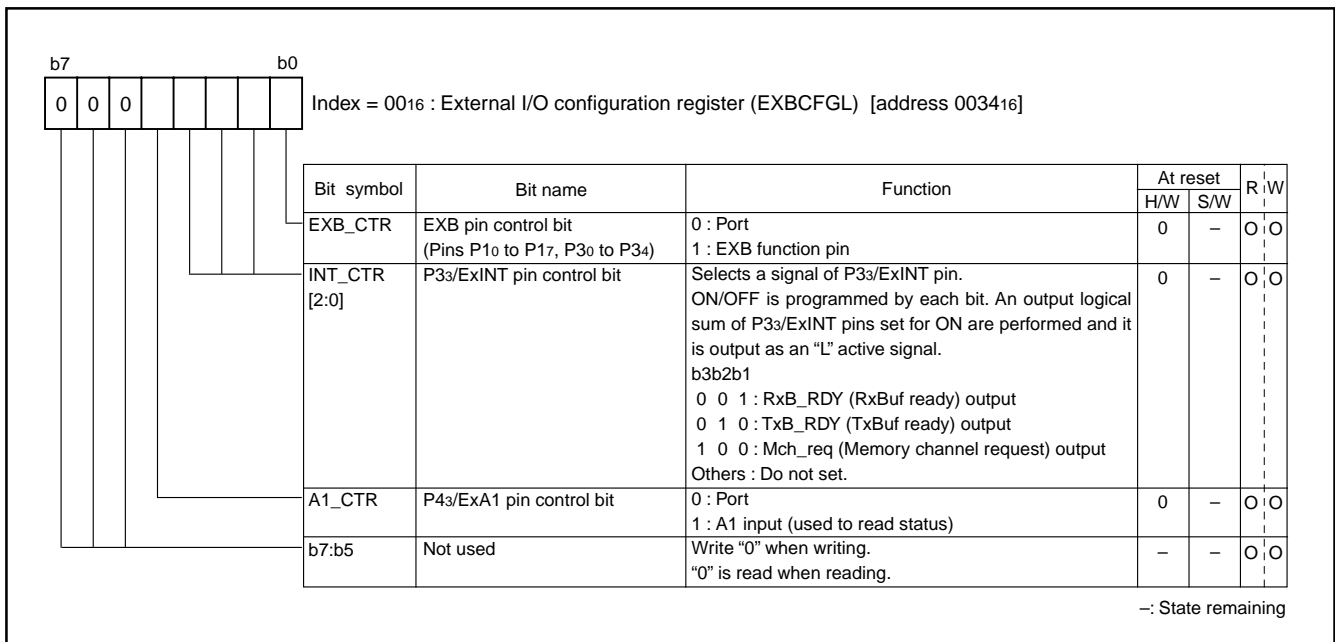 b7 b0
0 0 0 Index = 0016 : External I/O configuration register (EXBCFGL) [address 003416]
Bit symbol Bit name Function At reset R W
H/W S/W
EXB_CTR EXB pin control bit 0 : Port 0 – O O
(Pins P10 to P17, P30 to P34) 1 : EXB function pin
INT_CTR P33/ExINT pin control bit Selects a signal of P33/ExINT pin. 0 – O O
[2:0] ON/OFF is programmed by each bit. An output logical
sum of P33/ExINT pins set for ON are performed and it
is output as an “L” active signal.
b3b2b1
0 0 1 : RxB_RDY (RxBuf ready) output
0 1 0 : TxB_RDY (TxBuf ready) output
1 0 0 : Mch_req (Memory channel request) output
Others : Do not set.
A1_CTR P43/ExA1 pin control bit 0 : Port 0 – O O
1 : A1 input (used to read status)
b7:b5 Not used Write “0” when writing. – – O O
“0” is read when reading.
–: State remaining